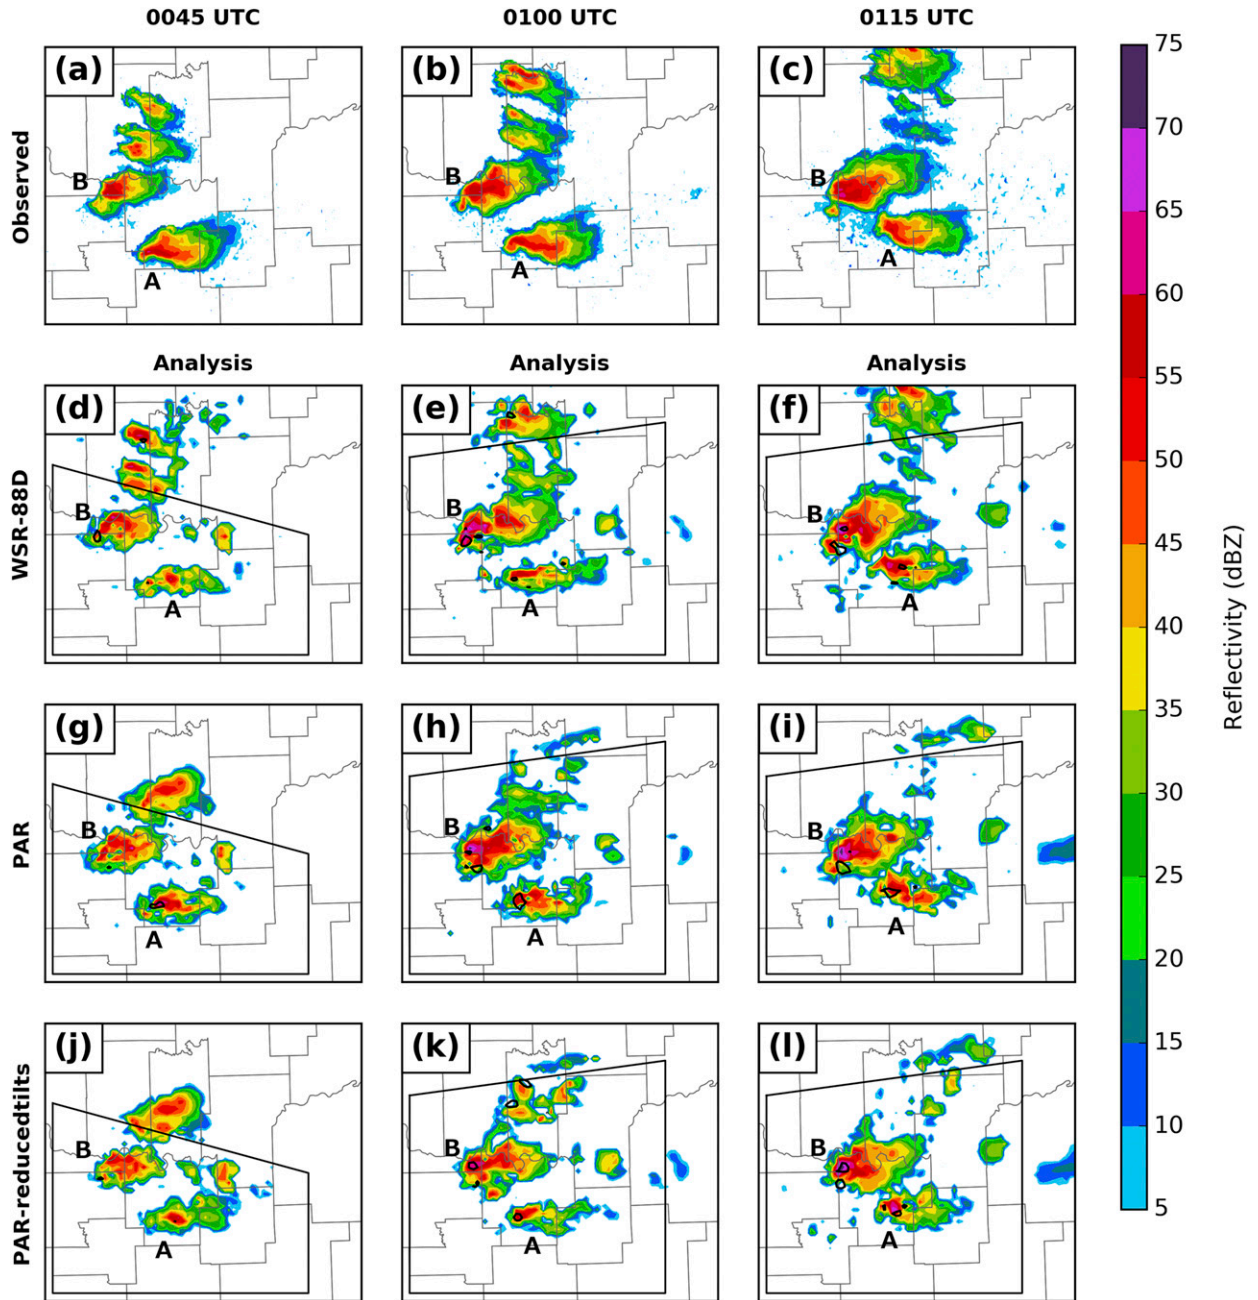 0045 UTC 0100 UTC 0115 UTC
Observed
(a) (b) (c)
B B B
A A A
Analysis Analysis Analysis
WSR-88D
(d) (e) (f)
B B B
A A A
PAR
(g) (h) (i)
B B B
A A A
PAR-reducedtilts
(j) (k) (l)
B B B
A A A
75
70
65
60
55
50
45
40
35
30
25
20
15
10
5
Reflectivity (dBZ)